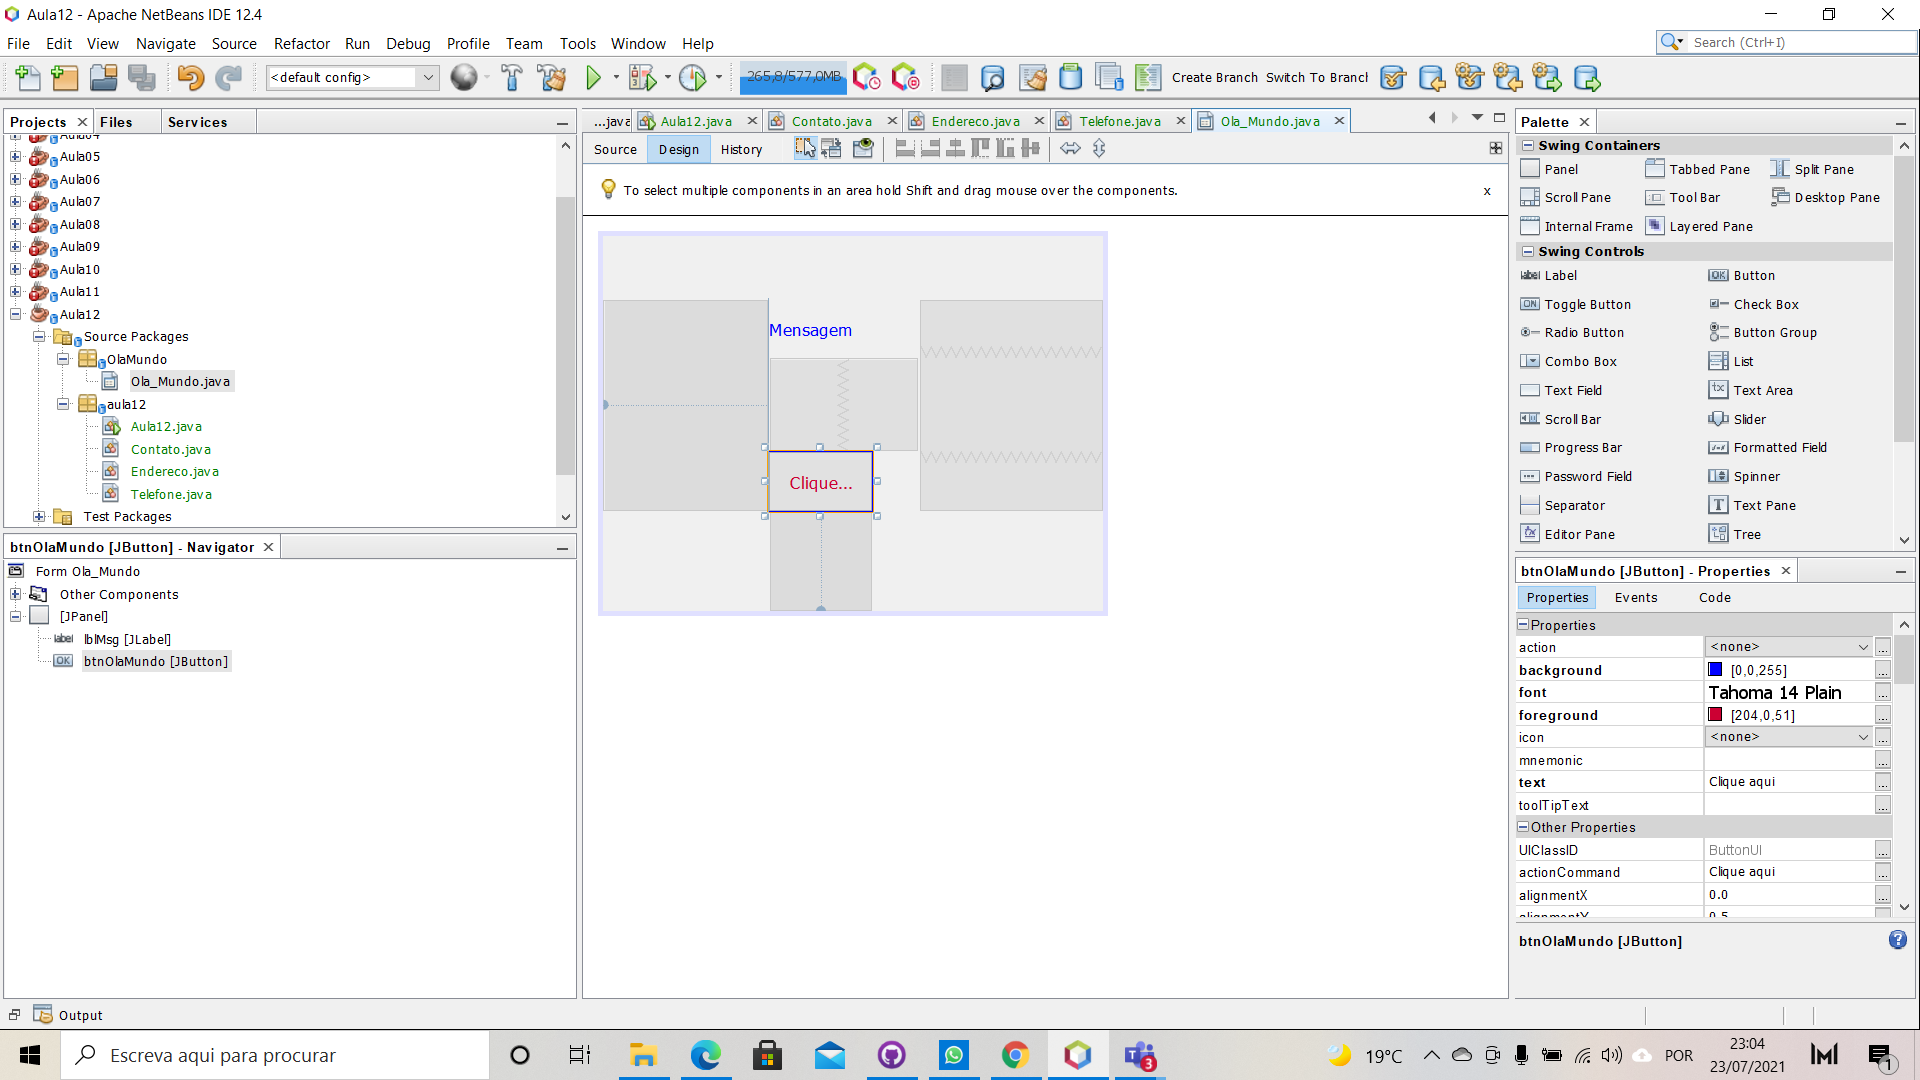 Aula12 - Apache NetBeans IDE 12.4
File Edit View Navigate Source Refactor Run Debug Profile Team Tools Window Help
Search (Ctrl+I)
<default config>
265,8/577,0MB
Create Branch Switch To Branch
Projects Files Services
Aula04
Aula05
Aula06
Aula07
Aula08
Aula09
Aula10
Aula11
Aula12
Source Packages
OlaMundo
Ola_Mundo.java
aula12
Aula12.java
Contato.java
Endereco.java
Telefone.java
Test Packages
btnOlaMundo [JButton] - Navigator
Form Ola_Mundo
Other Components
[JPanel]
label lblMsg [JLabel]
OK btnOlaMundo [JButton]
...java Aula12.java Contato.java Endereco.java Telefone.java Ola_Mundo.java
Source Design History
To select multiple components in an area hold Shift and drag mouse over the components.
x
Mensagem
Clique...
Palette
Swing Containers
Panel Tabbed Pane Split Pane
Scroll Pane Tool Bar Desktop Pane
Internal Frame Layered Pane
Swing Controls
label Label OK Button
ON Toggle Button Check Box
Radio Button Button Group
Combo Box List
Text Field Text Area
Scroll Bar Slider
Progress Bar Formatted Field
Password Field Spinner
Separator T Text Pane
Editor Pane Tree
btnOlaMundo [JButton] - Properties
Properties Events Code
Properties
action <none> ...
background [0,0,255] ...
font Tahoma 14 Plain ...
foreground [204,0,51] ...
icon <none> ...
mnemonic ...
text Clique aqui ...
toolTipText ...
Other Properties
UIClassID ButtonUI ...
actionCommand Clique aqui ...
alignmentX 0.0 ...
alignmentY 0.5
btnOlaMundo [JButton]
?
Output
Escreva aqui para procurar
3
19°C
POR
23:04
23/07/2021
1